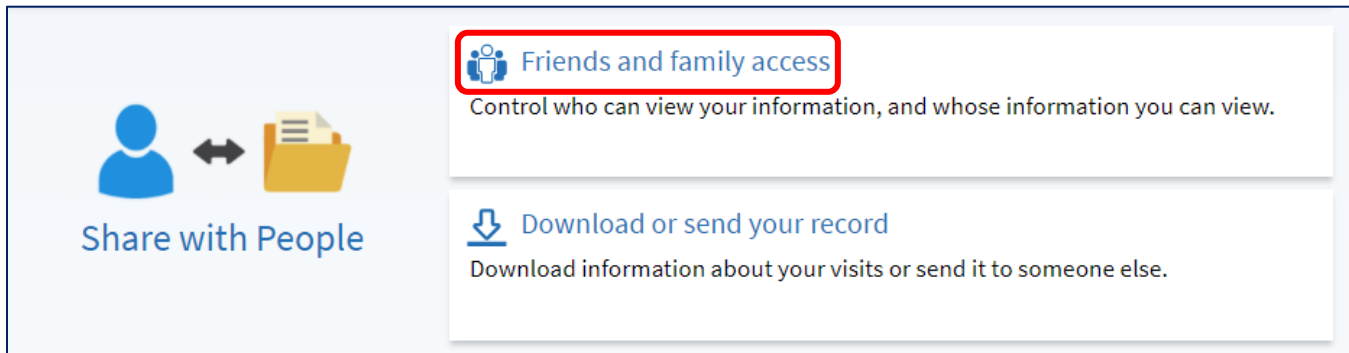 Share with People
Friends and family access
Control who can view your information, and whose information you can view.
Download or send your record
Download information about your visits or send it to someone else.